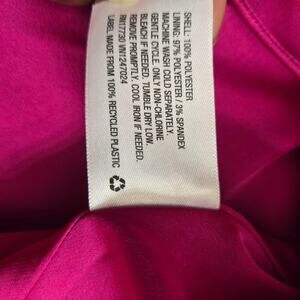 SHELL: 100% POLYESTER
LINING: 97% POLYESTER / 3% SPANDEX
MACHINE WASH COLD SEPARATELY.
GENTLE CYCLE. ONLY NON-CHLORINE
BLEACH IF NEEDED. TUMBLE DRY LOW.
REMOVE PROMPTLY. COOL IRON IF NEEDED.
RN17730 VN1247024
LABEL MADE FROM 100% RECYCLED PLASTIC